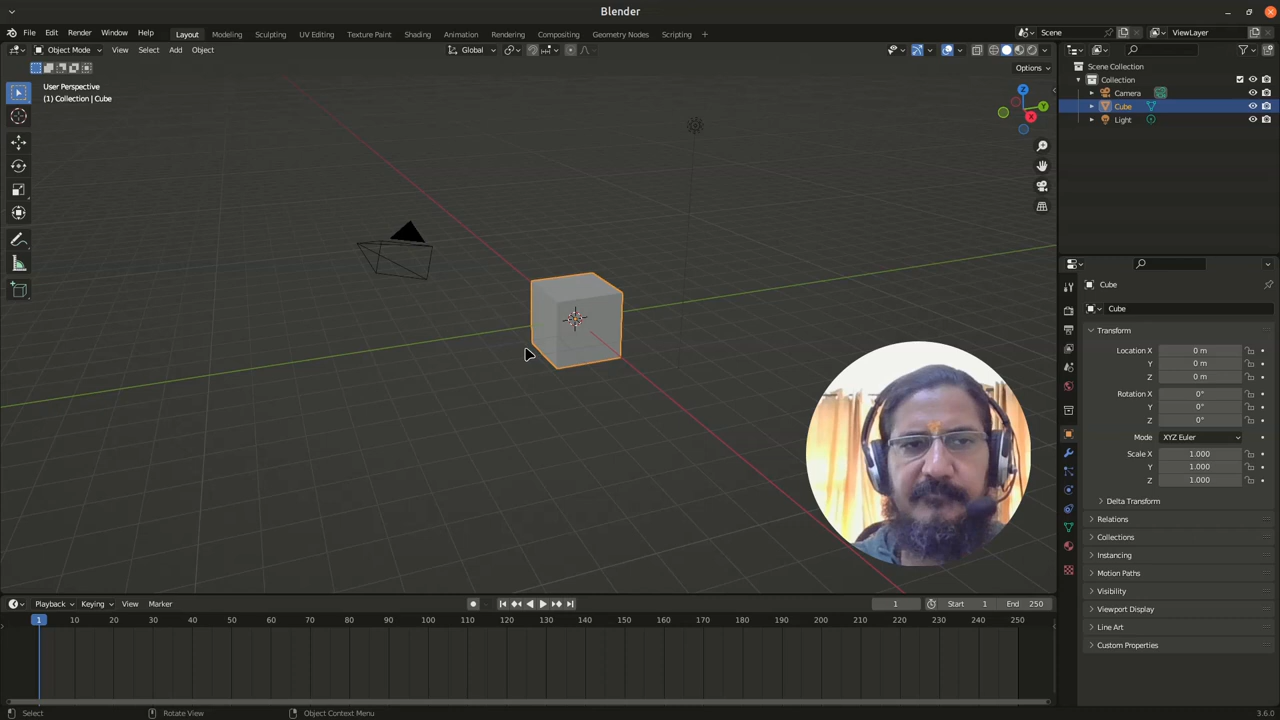 Blender
File Edit Render Window Help Layout Modeling Sculpting UV Editing Texture Paint Shading Animation Rendering Compositing Geometry Nodes Scripting + Scene ViewLayer
Object Mode View Select Add Object Global
Options
User Perspective
(1) Collection | Cube
Z
Y
X
Scene Collection
Collection
Camera
Cube
Light
Cube
Cube
Transform
Location X 0 m
Y 0 m
Z 0 m
Rotation X 0°
Y 0°
Z 0°
Mode XYZ Euler
Scale X 1.000
Y 1.000
Z 1.000
Delta Transform
Relations
Collections
Instancing
Motion Paths
Visibility
Viewport Display
Line Art
Custom Properties
Playback Keying View Marker 1 Start 1 End 250
1 10 20 30 40 50 60 70 80 90 100 110 120 130 140 150 160 170 180 190 200 210 220 230 240 250
Select Rotate View Object Context Menu 3.6.0